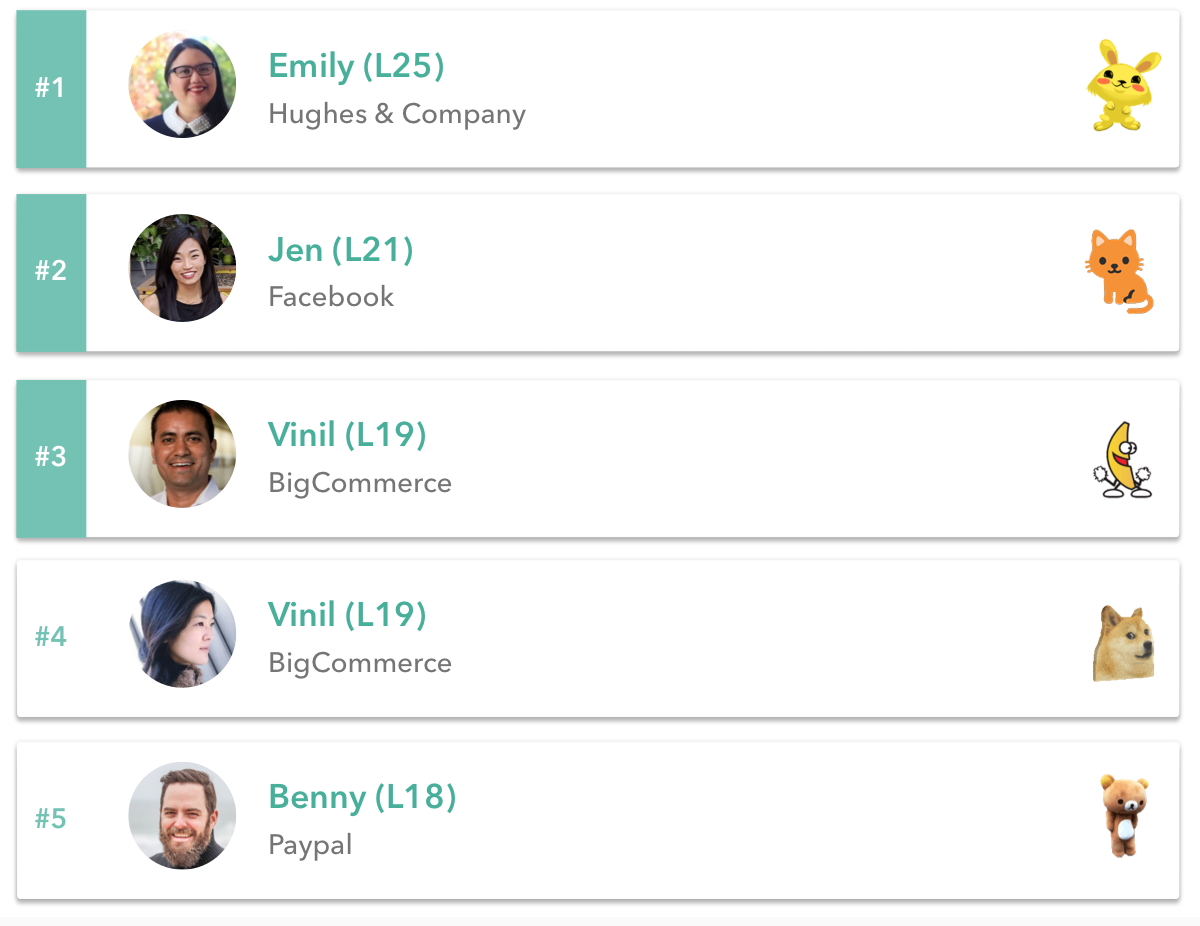 #1
Emily (L25)
Hughes & Company
#2
Jen (L21)
Facebook
#3
Vinil (L19)
BigCommerce
#4
Vinil (L19)
BigCommerce
#5
Benny (L18)
Paypal